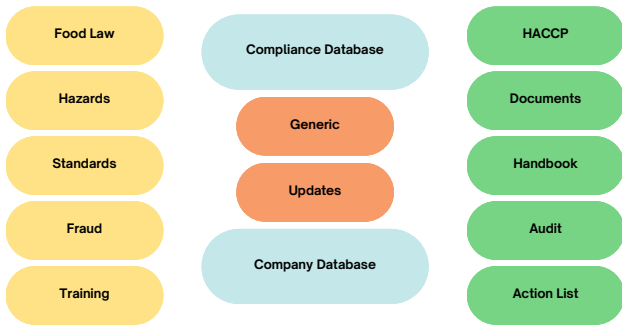 Food Law
Hazards
Standards
Fraud
Training
Compliance Database
Generic
Updates
Company Database
HACCP
Documents
Handbook
Audit
Action List